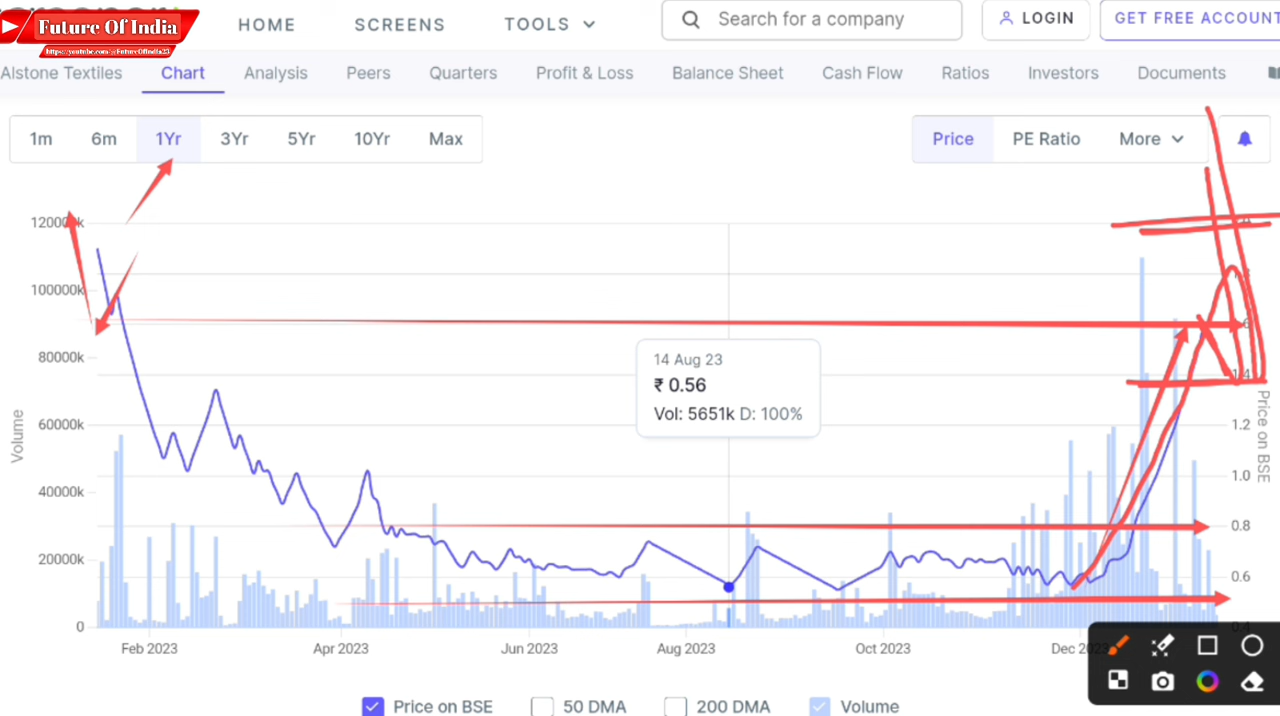 Future Of India
https://youtube.com/@FutureOfIndia23
HOME SCREENS TOOLS
Search for a company
LOGIN
GET FREE ACCOUNT
Alstone Textiles Chart Analysis Peers Quarters Profit & Loss Balance Sheet Cash Flow Ratios Investors Documents
1m 6m 1Yr 3Yr 5Yr 10Yr Max
Price PE Ratio More
100000k
80000k
60000k
40000k
20000k
0
Volume
14 Aug 23
₹ 0.56
Vol: 5651k D: 100%
1.4
1.2
1.0
0.8
0.6
Price on BSE
Feb 2023 Apr 2023 Jun 2023 Aug 2023 Oct 2023 Dec
Price on BSE 50 DMA 200 DMA Volume